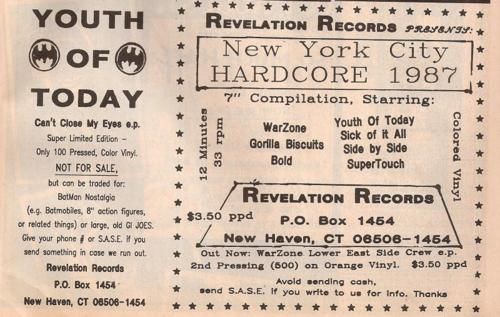 YOUTH
OF
TODAY
Can't Close My Eyes e.p.
Super Limited Edition -
Only 100 Pressed, Color Vinyl.
NOT FOR SALE,
but can be traded for:
BatMan Nostalgia
(e.g. Batmobiles, 8" action figures,
or related things) or large, old GI JOES.
Give your phone # or S.A.S.E. if you
send something in case we run out.
Revelation Records
P.O. Box 1454
New Haven, CT 06506-1454
REVELATION RECORDS PRESENTS:
New York City
HARDCORE 1987
7" Compilation, Starring:
12 Minutes
33 rpm
WarZone
Gorilla Biscuits
Bold
Youth Of Today
Sick of it All
Side by Side
SuperTouch
Colored Vinyl
$3.50 ppd
REVELATION RECORDS
P.O. Box 1454
New Haven, CT 06506-1454
Out Now: WarZone Lower East Side Crew e.p.
2nd Pressing (500) on Orange Vinyl. $3.50 ppd
Avoid sending cash,
send S.A.S.E. if you write to us for info. Thanks